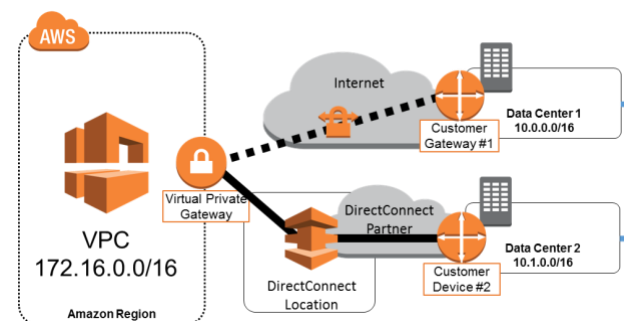 AWS
Internet
Customer
Gateway #1
Data Center 1
10.0.0.0/16
Virtual Private
Gateway
VPC
172.16.0.0/16
Amazon Region
DirectConnect
Partner
DirectConnect
Location
Customer
Device #2
Data Center 2
10.1.0.0/16